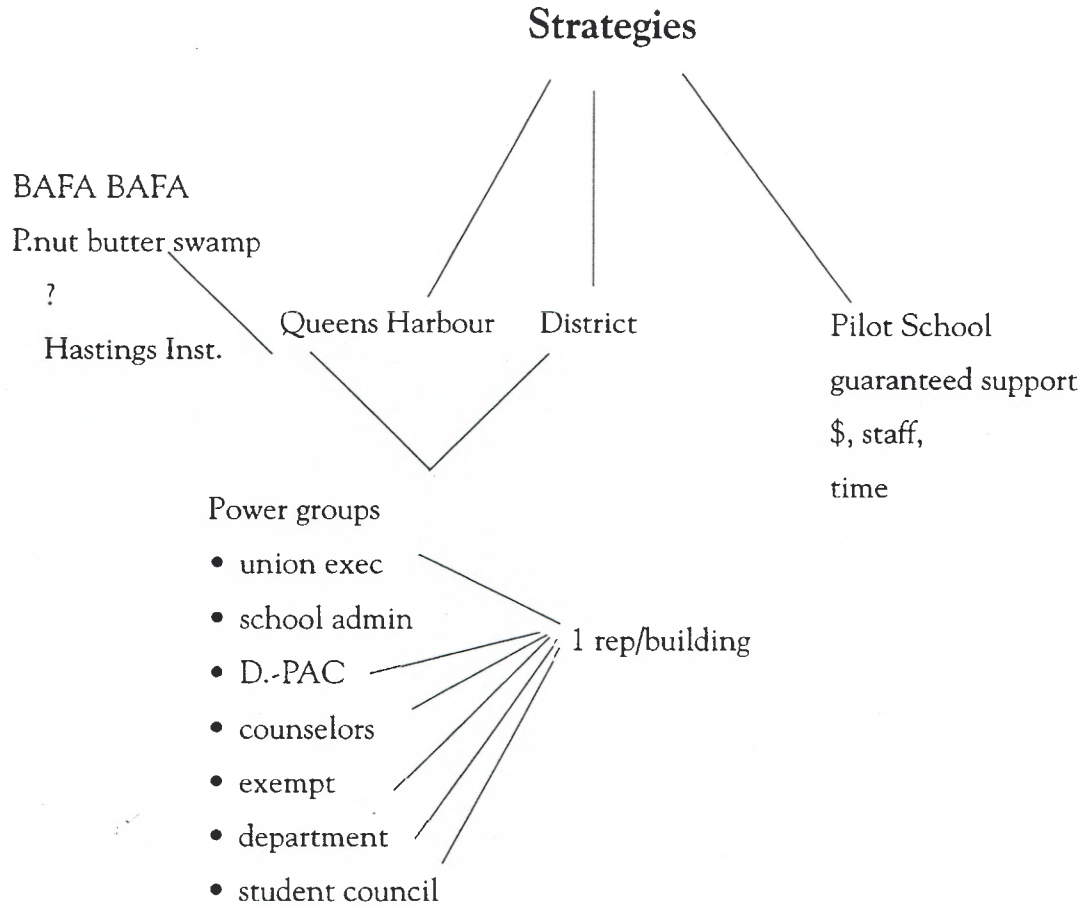 Strategies
BAFA BAFA
P.nut butter swamp
?
Hastings Inst.
Queens Harbour
District
Pilot School
guaranteed support
$, staff,
time
Power groups
• union exec
• school admin
• D.-PAC
• counselors
• exempt
• department
• student council
1 rep/building